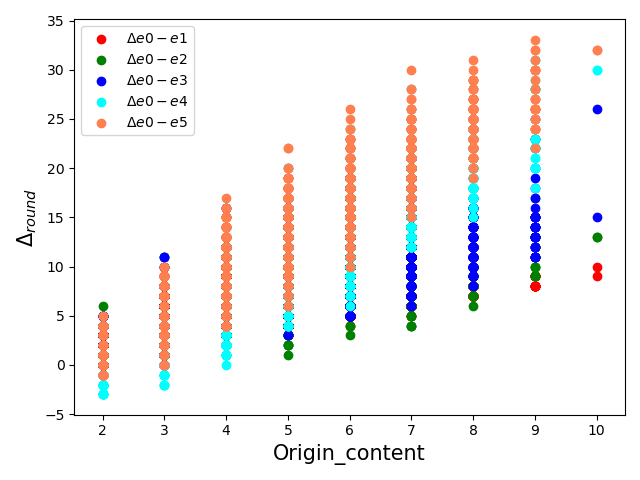 35
30
25
20
15
10
5
0
−5
Δround
Δe0 − e1
Δe0 − e2
Δe0 − e3
Δe0 − e4
Δe0 − e5
2 3 4 5 6 7 8 9 10
Origin_content